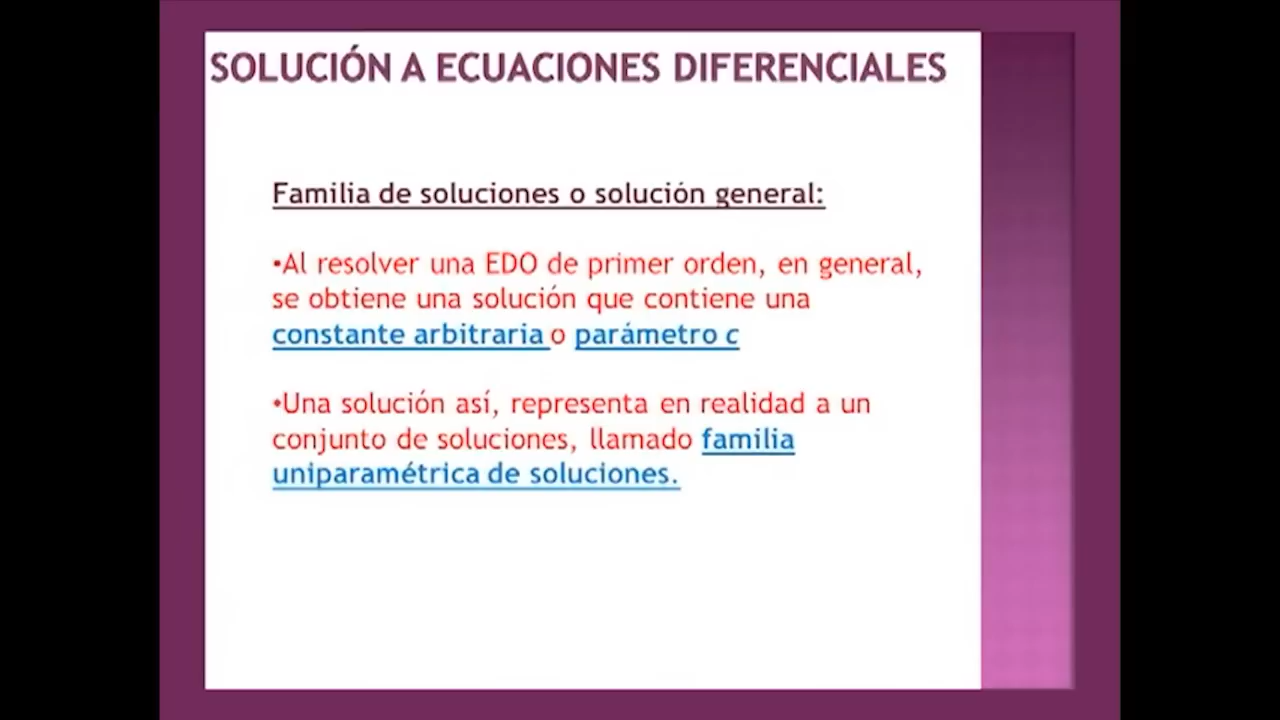 SOLUCIÓN A ECUACIONES DIFERENCIALES
Familia de soluciones o solución general:
•Al resolver una EDO de primer orden, en general,
se obtiene una solución que contiene una
constante arbitraria o parámetro c
•Una solución así, representa en realidad a un
conjunto de soluciones, llamado familia
uniparamétrica de soluciones.